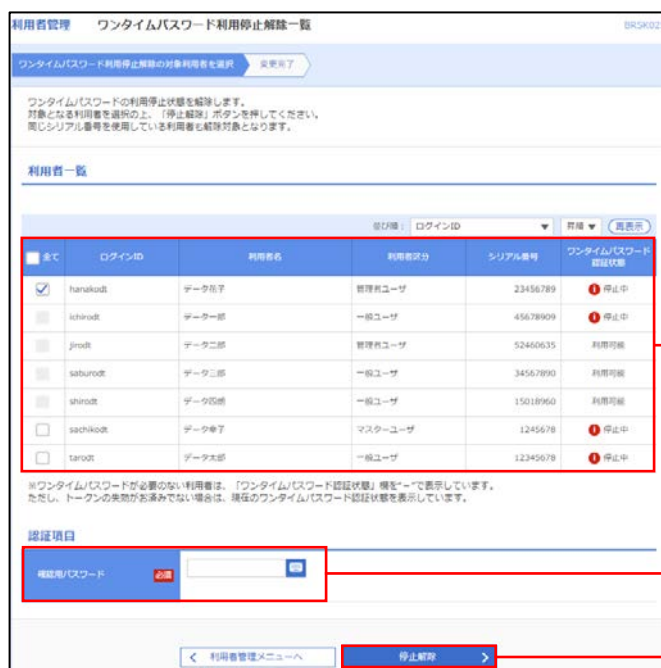 利用者管理 ワンタイムパスワード利用停止解除一覧 BRSK02
ワンタイムパスワード利用停止解除の対象利用者を選択 変更完了
ワンタイムパスワードの利用停止状態を解除します。
対象となる利用者を選択の上、「停止解除」ボタンを押してください。
同じシリアル番号を使用している利用者も解除対象となります。
利用者一覧
並び順： ログインID 昇順 再表示
全て ログインID 利用者名 利用者区分 シリアル番号 ワンタイムパスワード
認証状態
hanakodt データ花子 管理者ユーザ 23456789 停止中
ichirodt データ一郎 一般ユーザ 45678909 停止中
jirodt データ二郎 管理者ユーザ 52460635 利用可能
saburodt データ三郎 一般ユーザ 34567890 利用可能
shirodt データ四朗 一般ユーザ 15018960 利用可能
sachikodt データ幸子 マスターユーザ 1245678 停止中
tarodt データ太郎 一般ユーザ 12345678 停止中
※ワンタイムパスワードが必要のない利用者は、「ワンタイムパスワード認証状態」欄を"－"で表示しています。
ただし、トークンの失効がお済みでない場合は、現在のワンタイムパスワード認証状態を表示しています。
認証項目
確認用パスワード 必須
利用者管理メニューへ 停止解除